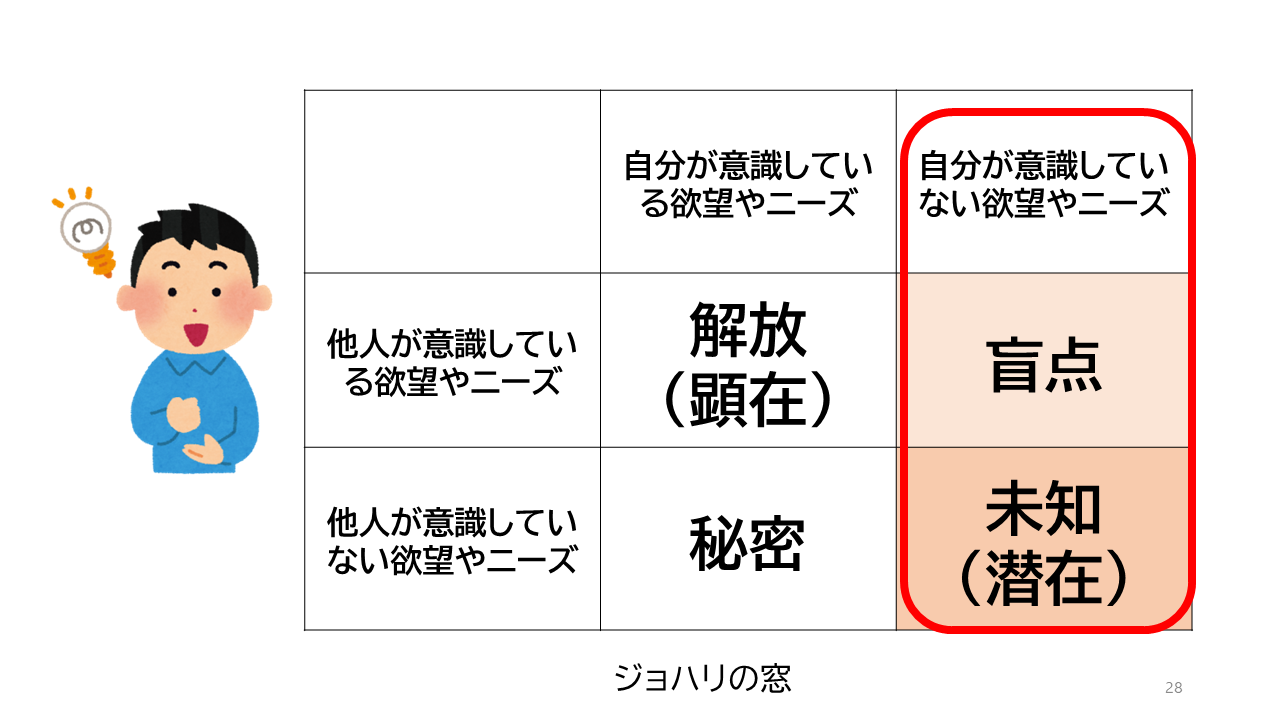 自分が意識してい
る欲望やニーズ
自分が意識してい
ない欲望やニーズ
他人が意識してい
る欲望やニーズ
解放
（顕在）
盲点
他人が意識してい
ない欲望やニーズ
秘密
未知
（潜在）
ジョハリの窓
28